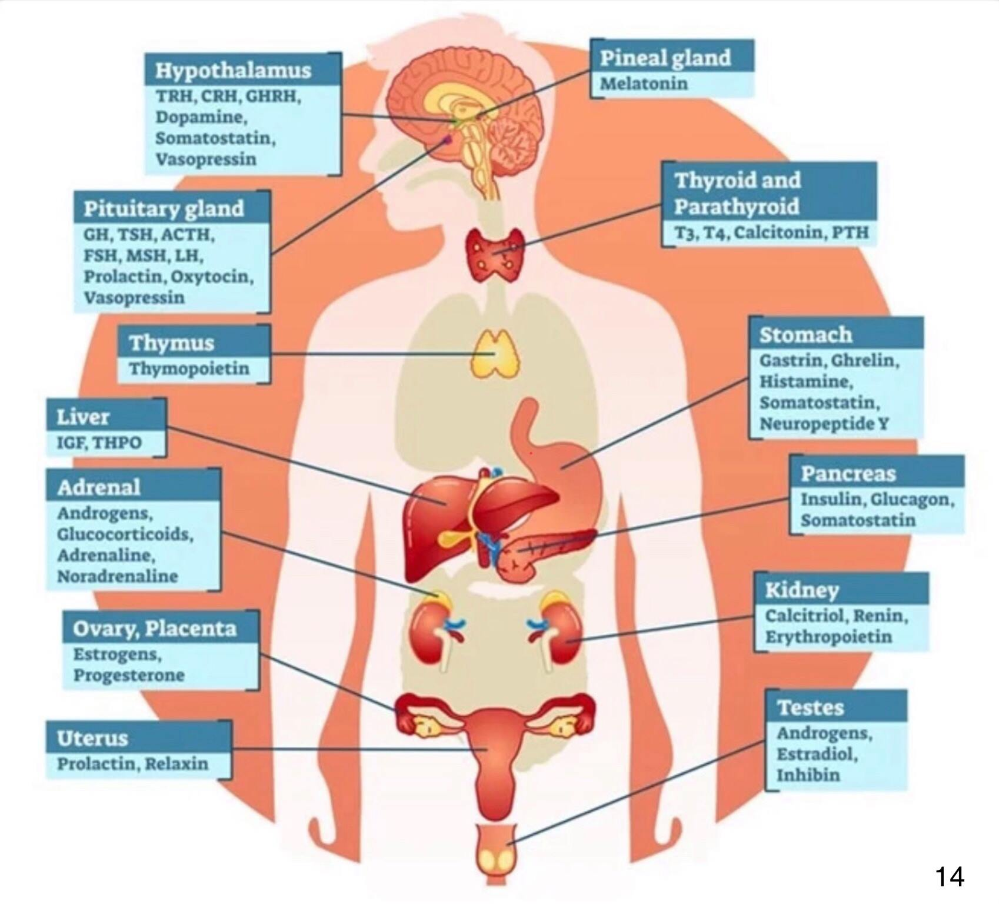 Hypothalamus
TRH, CRH, GHRH,
Dopamine,
Somatostatin,
Vasopressin
Pineal gland
Melatonin
Pituitary gland
GH, TSH, ACTH,
FSH, MSH, LH,
Prolactin, Oxytocin,
Vasopressin
Thyroid and
Parathyroid
T3, T4, Calcitonin, PTH
Thymus
Thymopoietin
Stomach
Gastrin, Ghrelin,
Histamine,
Somatostatin,
Neuropeptide Y
Liver
IGF, THPO
Pancreas
Insulin, Glucagon,
Somatostatin
Adrenal
Androgens,
Glucocorticoids,
Adrenaline,
Noradrenaline
Kidney
Calcitriol, Renin,
Erythropoietin
Ovary, Placenta
Estrogens,
Progesterone
Testes
Androgens,
Estradiol,
Inhibin
Uterus
Prolactin, Relaxin
14